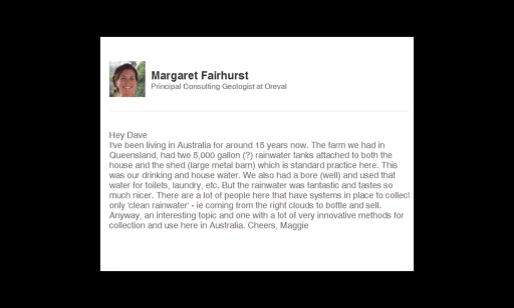 Margaret Fairhurst
Principal Consulting Geologist at Oreval
Hey Dave
I've been living in Australia for around 15 years now. The farm we had in
Queensland, had two 5,000 gallon (?) rainwater tanks attached to both the
house and the shed (large metal barn) which is standard practice here. This
was our drinking and house water. We also had a bore (well) and used that
water for toilets, laundry, etc. But the rainwater was fantastic and tastes so
much nicer. There are a lot of people here that have systems in place to collect
only 'clean rainwater' - ie coming from the right clouds to bottle and sell.
Anyway, an interesting topic and one with a lot of very innovative methods for
collection and use here in Australia. Cheers, Maggie